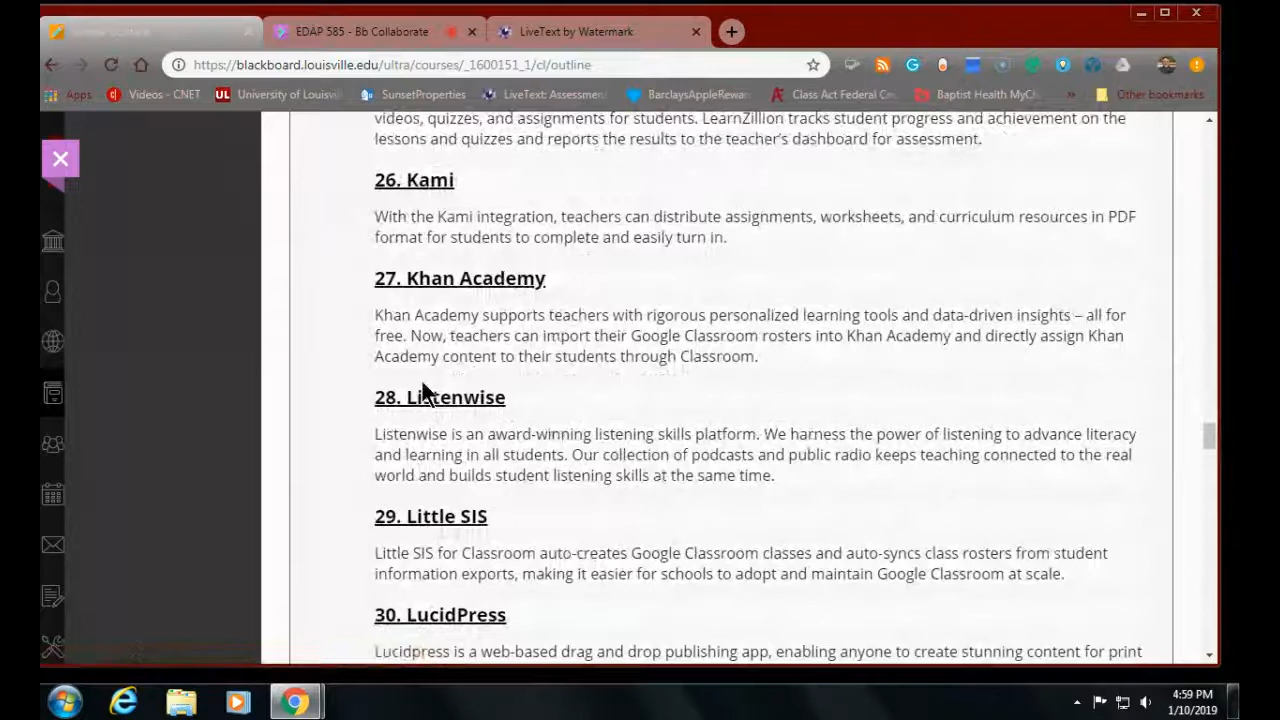 EDAP 585 - Bb Collaborate
LiveText by Watermark
https://blackboard.louisville.edu/ultra/courses/_1600151_1/cl/outline
Apps
Videos - CNET
University of Louisvi
SunsetProperties
LiveText: Assessmen
BarclaysAppleRewar
Class Act Federal Cr
Baptist Health MyCh
»
Other bookmarks
videos, quizzes, and assignments for students. LearnZillion tracks student progress and achievement on the
lessons and quizzes and reports the results to the teacher's dashboard for assessment.
26. Kami
With the Kami integration, teachers can distribute assignments, worksheets, and curriculum resources in PDF
format for students to complete and easily turn in.
27. Khan Academy
Khan Academy supports teachers with rigorous personalized learning tools and data-driven insights – all for
free. Now, teachers can import their Google Classroom rosters into Khan Academy and directly assign Khan
Academy content to their students through Classroom.
28. Listenwise
Listenwise is an award-winning listening skills platform. We harness the power of listening to advance literacy
and learning in all students. Our collection of podcasts and public radio keeps teaching connected to the real
world and builds student listening skills at the same time.
29. Little SIS
Little SIS for Classroom auto-creates Google Classroom classes and auto-syncs class rosters from student
information exports, making it easier for schools to adopt and maintain Google Classroom at scale.
30. LucidPress
Lucidpress is a web-based drag and drop publishing app, enabling anyone to create stunning content for print
4:59 PM
1/10/2019